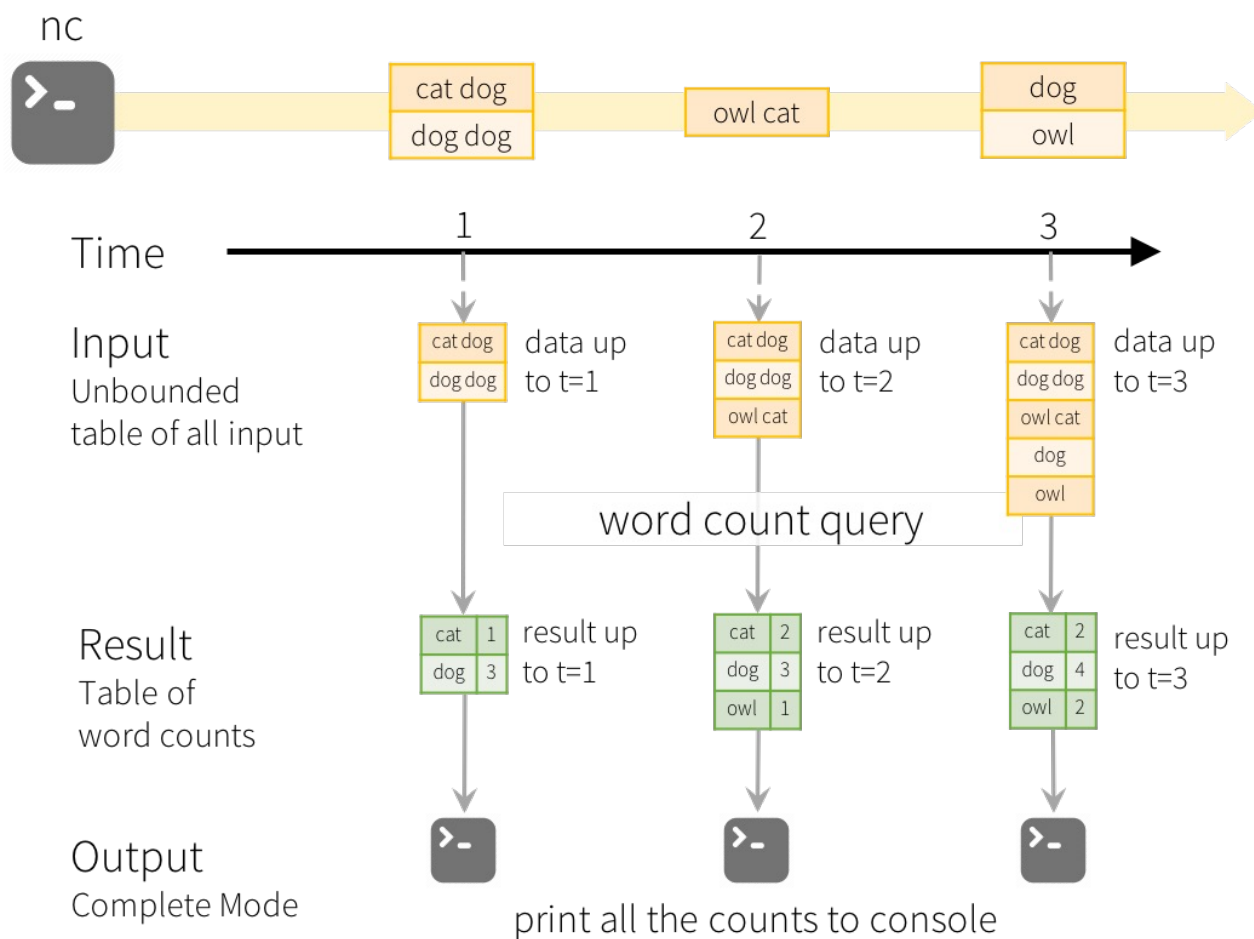 nc
cat dog
dog dog
owl cat
dog
owl
Time
1
2
3
Input
Unbounded
table of all input
cat dog
dog dog
data up
to t=1
cat dog
dog dog
owl cat
data up
to t=2
cat dog
dog dog
owl cat
dog
owl
data up
to t=3
word count query
Result
Table of
word counts
cat 1
dog 3
result up
to t=1
cat 2
dog 3
owl 1
result up
to t=2
cat 2
dog 4
owl 2
result up
to t=3
Output
Complete Mode
print all the counts to console